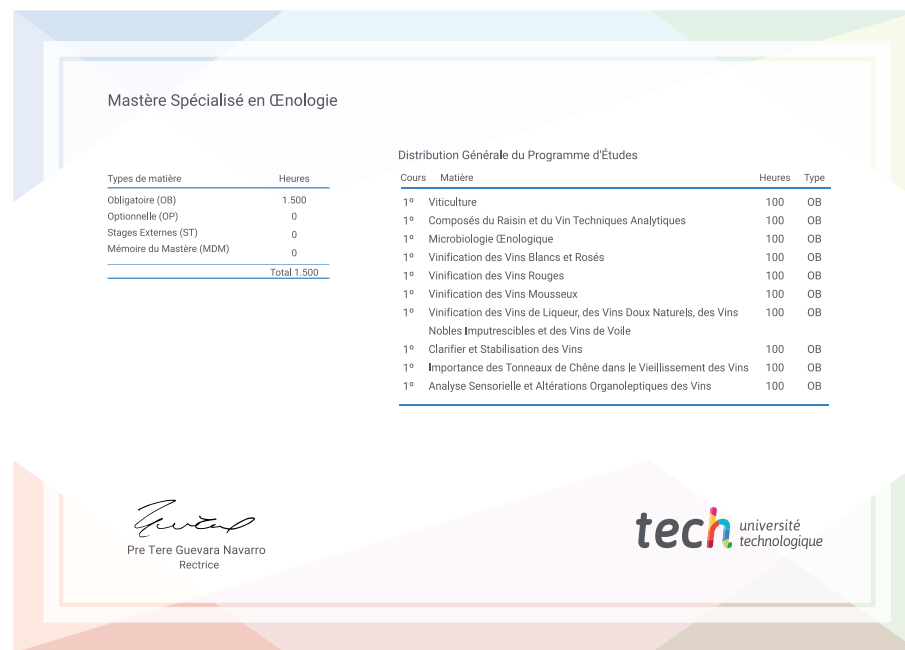 Mastère Spécialisé en Œnologie
Types de matière Heures
Obligatoire (OB) 1.500
Optionnelle (OP) 0
Stages Externes (ST) 0
Mémoire du Mastère (MDM) 0
Total 1.500
Distribution Générale du Programme d'Études
Cours Matière Heures Type
1º Viticulture 100 OB
1º Composés du Raisin et du Vin Techniques Analytiques 100 OB
1º Microbiologie Œnologique 100 OB
1º Vinification des Vins Blancs et Rosés 100 OB
1º Vinification des Vins Rouges 100 OB
1º Vinification des Vins Mousseux 100 OB
1º Vinification des Vins de Liqueur, des Vins Doux Naturels, des Vins 100 OB
Nobles Imputrescibles et des Vins de Voile
1º Clarifier et Stabilisation des Vins 100 OB
1º Importance des Tonneaux de Chêne dans le Vieillissement des Vins 100 OB
1º Analyse Sensorielle et Altérations Organoleptiques des Vins 100 OB
Pre Tere Guevara Navarro
Rectrice
tech université
technologique